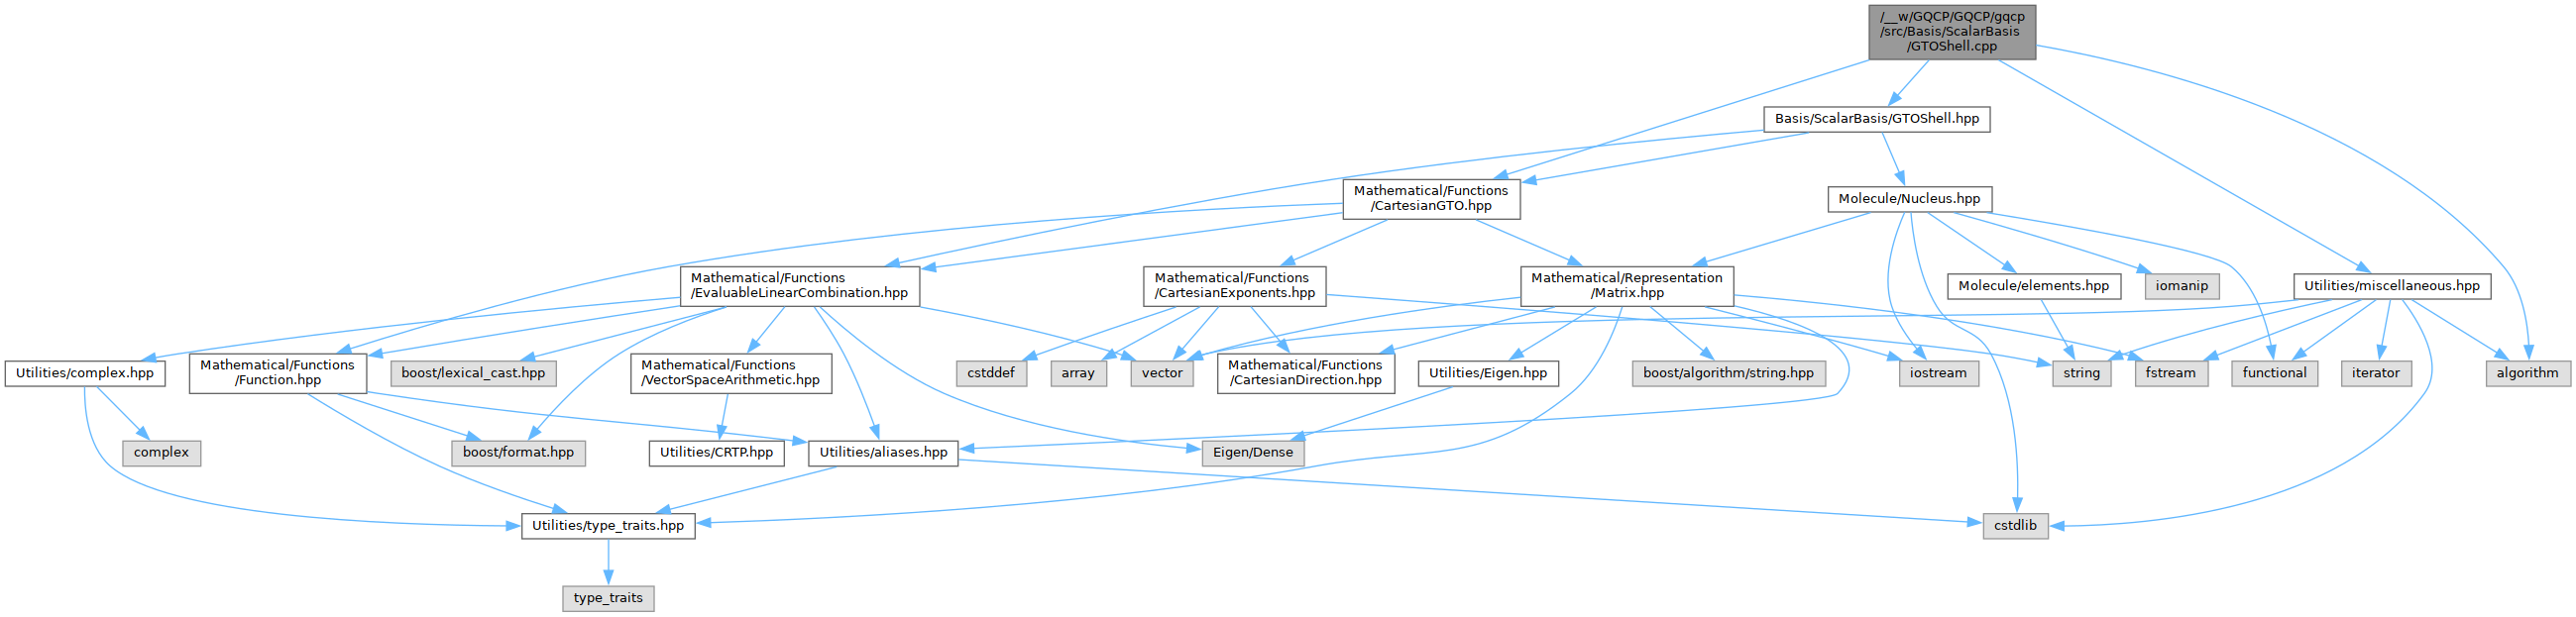 /__w/GQCP/GQCP/gqcp
/src/Basis/ScalarBasis
/GTOShell.cpp
Basis/ScalarBasis/GTOShell.hpp
Mathematical/Functions
/CartesianGTO.hpp
Molecule/Nucleus.hpp
Mathematical/Functions
/EvaluableLinearCombination.hpp
Mathematical/Functions
/CartesianExponents.hpp
Mathematical/Representation
/Matrix.hpp
Molecule/elements.hpp
iomanip
Utilities/miscellaneous.hpp
Utilities/complex.hpp
Mathematical/Functions
/Function.hpp
boost/lexical_cast.hpp
Mathematical/Functions
/VectorSpaceArithmetic.hpp
cstddef
array
vector
Mathematical/Functions
/CartesianDirection.hpp
Utilities/Eigen.hpp
boost/algorithm/string.hpp
iostream
string
fstream
functional
iterator
algorithm
complex
boost/format.hpp
Utilities/CRTP.hpp
Utilities/aliases.hpp
Eigen/Dense
Utilities/type_traits.hpp
cstdlib
type_traits